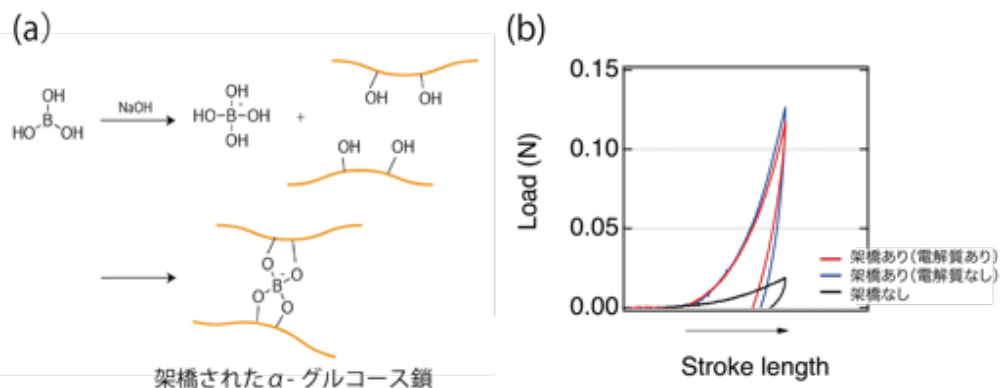 (a)
OH
B
HO OH
NaOH
OH
HO-B-OH
OH
+
OH OH
OH OH
O O
B
O O
架橋されたα-グルコース鎖
(b)
Load (N)
0.15
0.10
0.05
0.00
架橋あり(電解質あり)
架橋あり(電解質なし)
架橋なし
Stroke length